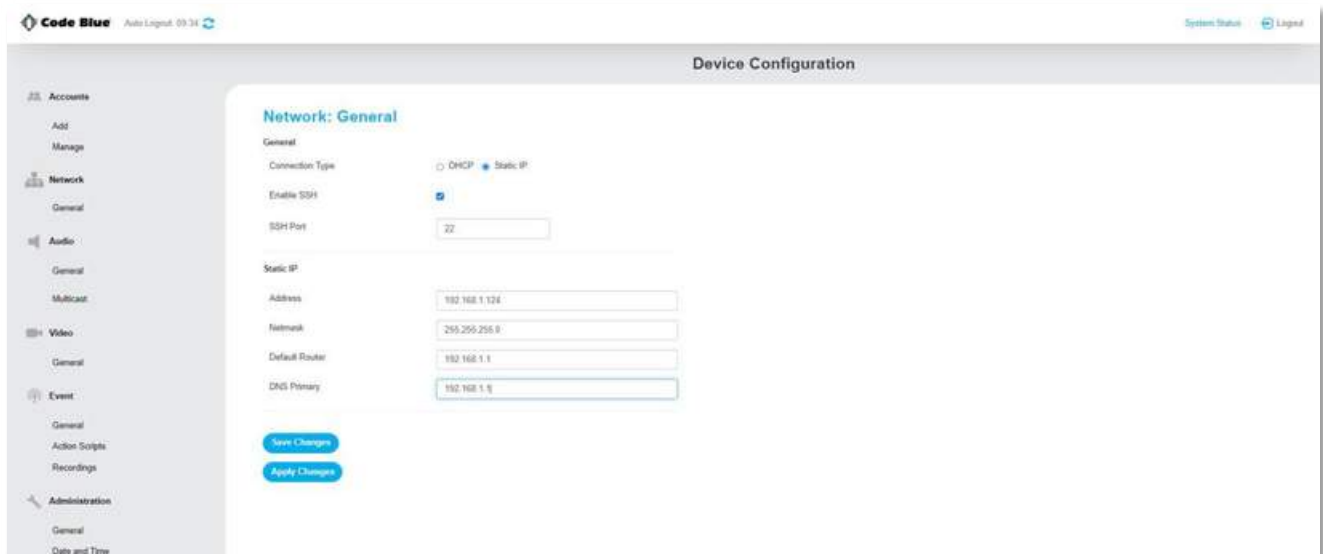 Code Blue Auto Logout: 09:34
System Status Logout
Device Configuration
Accounts
Add
Manage
Network
General
Audio
General
Multicast
Video
General
Event
General
Action Scripts
Recordings
Administration
General
Date and Time
Network: General
General
Connection Type DHCP Static IP
Enable SSH
SSH Port 22
Static IP
Address 192.168.1.124
Netmask 255.255.255.0
Default Router 192.168.1.1
DNS Primary 192.168.1.1
Save Changes
Apply Changes